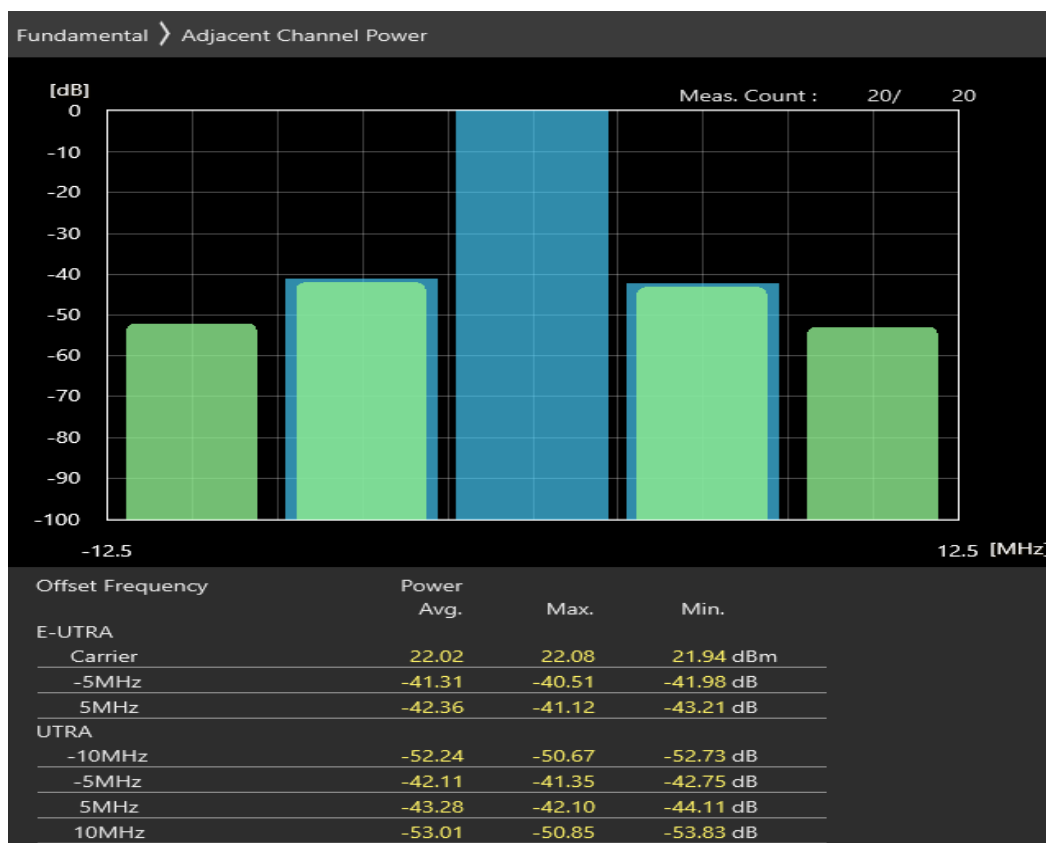 Fundamental 〉 Adjacent Channel Power
[dB]
Meas. Count : 20/ 20
0
-10
-20
-30
-40
-50
-60
-70
-80
-90
-100
-12.5 12.5 [MHz]
Offset Frequency Power
Avg. Max. Min.
E-UTRA
Carrier 22.02 22.08 21.94 dBm
-5MHz -41.31 -40.51 -41.98 dB
5MHz -42.36 -41.12 -43.21 dB
UTRA
-10MHz -52.24 -50.67 -52.73 dB
-5MHz -42.11 -41.35 -42.75 dB
5MHz -43.28 -42.10 -44.11 dB
10MHz -53.01 -50.85 -53.83 dB